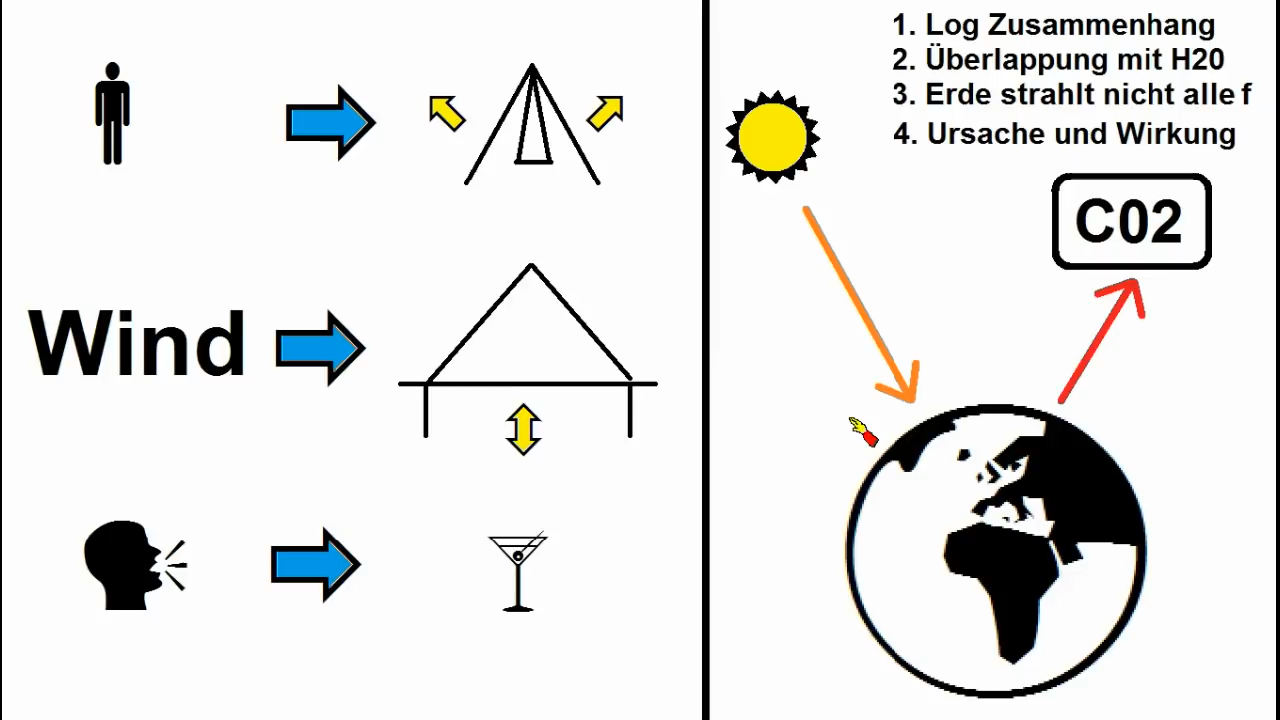 1. Log Zusammenhang
2. Überlappung mit H20
3. Erde strahlt nicht alle f
4. Ursache und Wirkung
C02
Wind